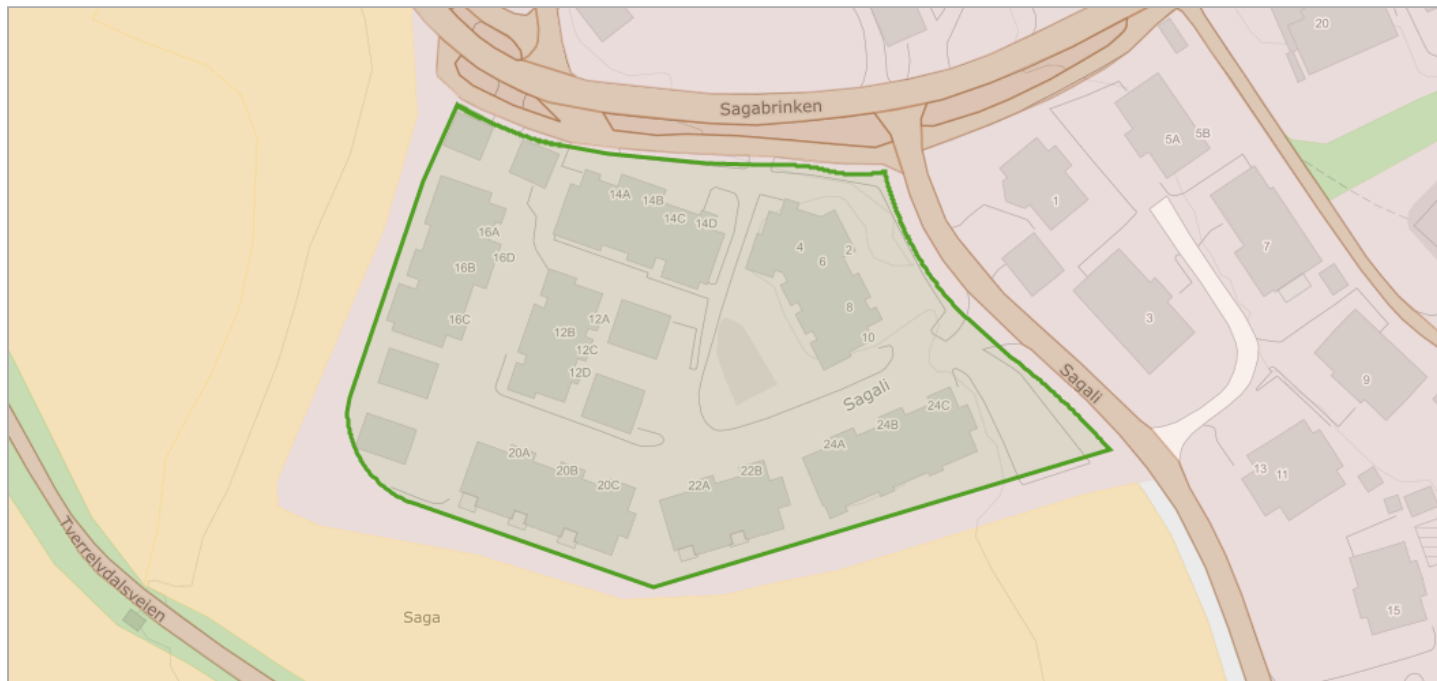 20
Sagabrinken
5A
5B
14A
14B
14C
14D
1
16A
16D
16B
16C
4
6
2
8
10
7
12A
12B
12C
12D
3
Sagali
Sagali
9
24C
24B
24A
20A
20B
20C
22A
22B
13
11
Tverrelvdalsveien
Saga
15